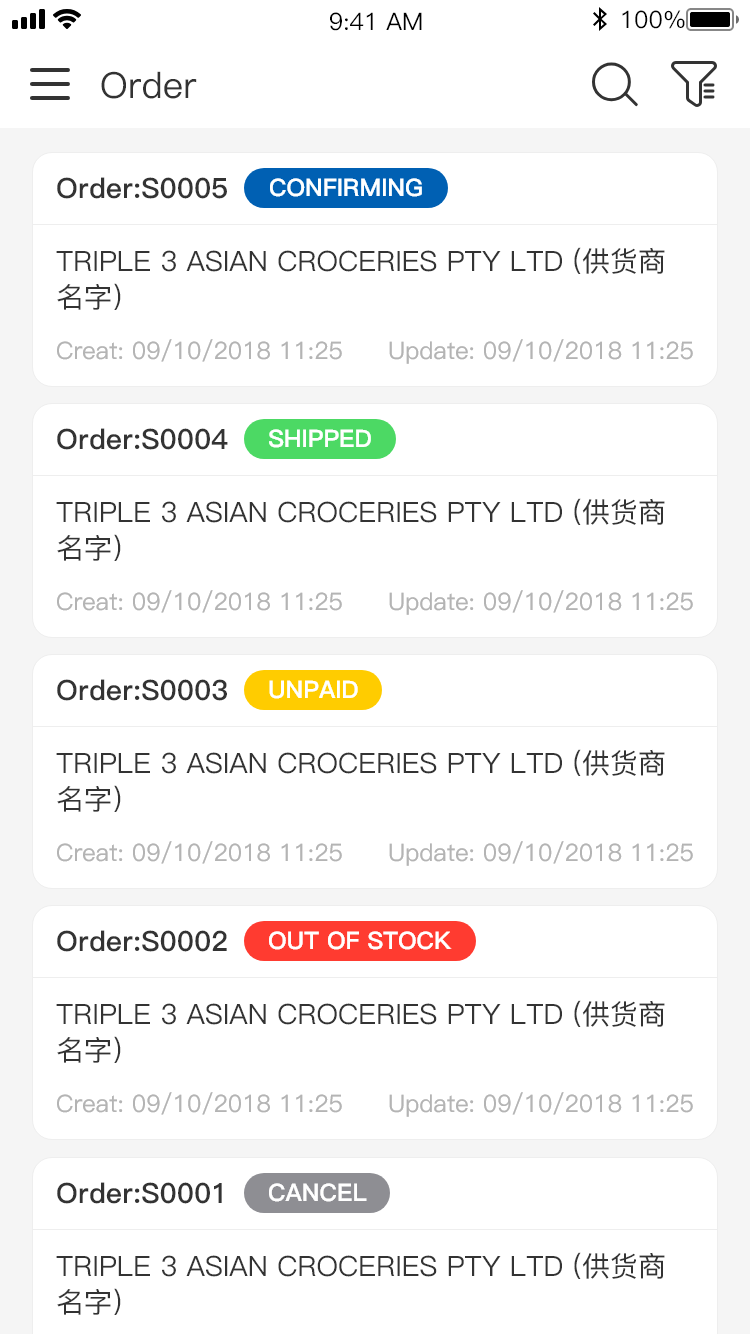 9:41 AM 100%
Order
Order:S0005 CONFIRMING
TRIPLE 3 ASIAN CROCERIES PTY LTD (供货商
名字)
Creat: 09/10/2018 11:25 Update: 09/10/2018 11:25
Order:S0004 SHIPPED
TRIPLE 3 ASIAN CROCERIES PTY LTD (供货商
名字)
Creat: 09/10/2018 11:25 Update: 09/10/2018 11:25
Order:S0003 UNPAID
TRIPLE 3 ASIAN CROCERIES PTY LTD (供货商
名字)
Creat: 09/10/2018 11:25 Update: 09/10/2018 11:25
Order:S0002 OUT OF STOCK
TRIPLE 3 ASIAN CROCERIES PTY LTD (供货商
名字)
Creat: 09/10/2018 11:25 Update: 09/10/2018 11:25
Order:S0001 CANCEL
TRIPLE 3 ASIAN CROCERIES PTY LTD (供货商
名字)